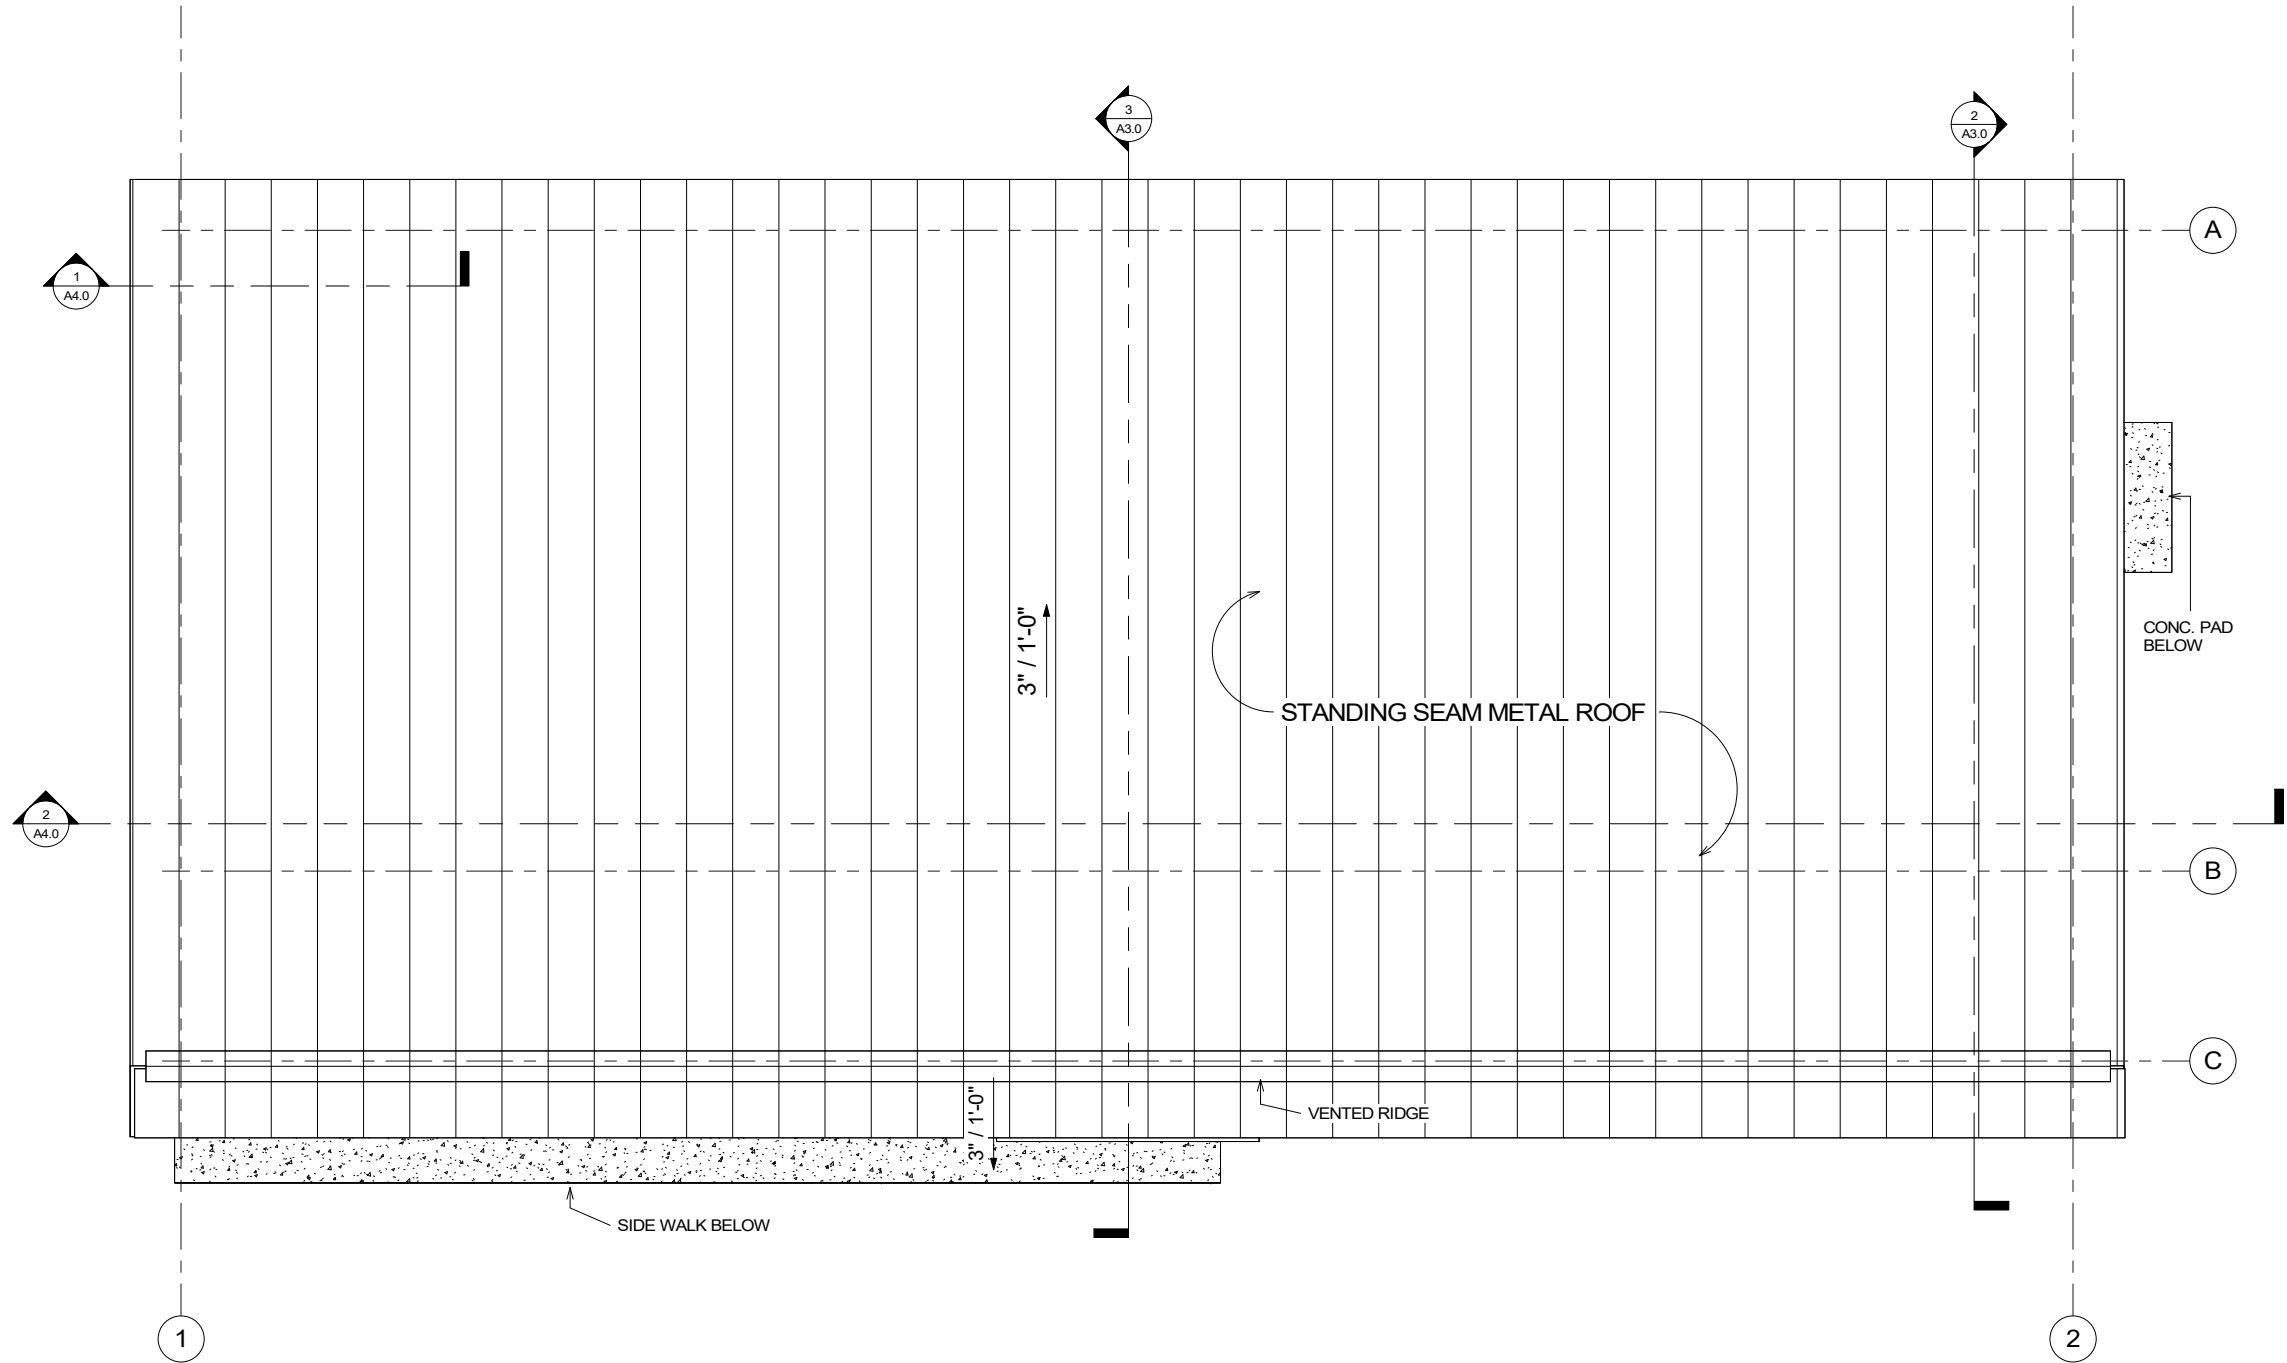 3
A3.0
2
A3.0
A
1
A4.0
3" / 1'-0"
CONC. PAD
BELOW
STANDING SEAM METAL ROOF
2
A4.0
B
C
3" / 1'-0"
VENTED RIDGE
SIDE WALK BELOW
1
2